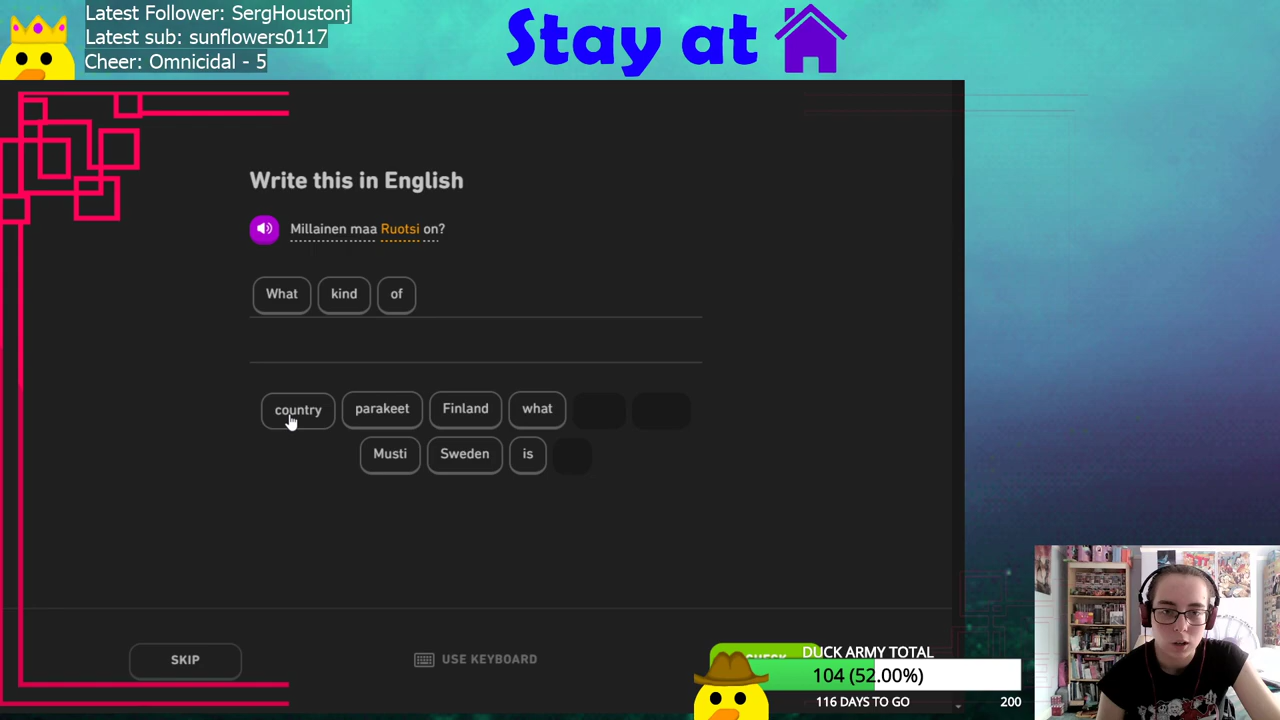 Latest Follower: SergHoustonj
Latest sub: sunflowers0117
Cheer: Omnicidal - 5
Stay at
Write this in English
Millainen maa Ruotsi on?
What kind of
country parakeet Finland what
Musti Sweden is
SKIP
USE KEYBOARD
CHECK
DUCK ARMY TOTAL
104 (52.00%)
116 DAYS TO GO
200